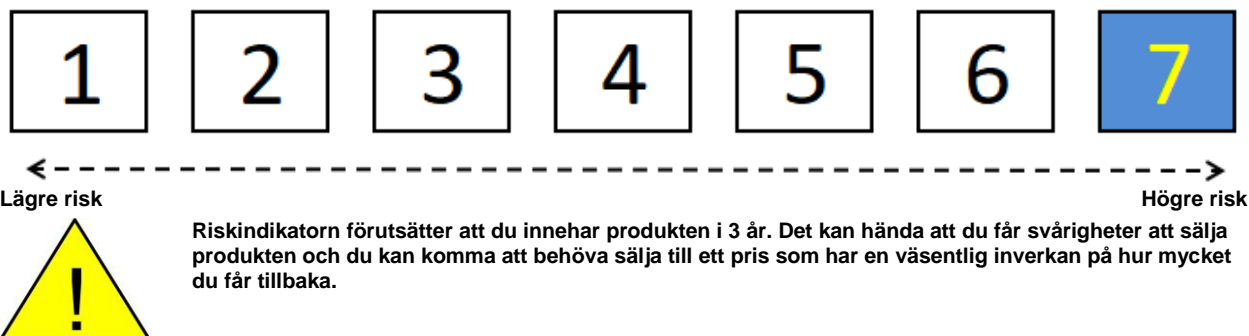 1 2 3 4 5 6 7
Lägre risk Högre risk
Riskindikatorn förutsätter att du innehar produkten i 3 år. Det kan hända att du får svårigheter att sälja
produkten och du kan komma att behöva sälja till ett pris som har en väsentlig inverkan på hur mycket
du får tillbaka.
!